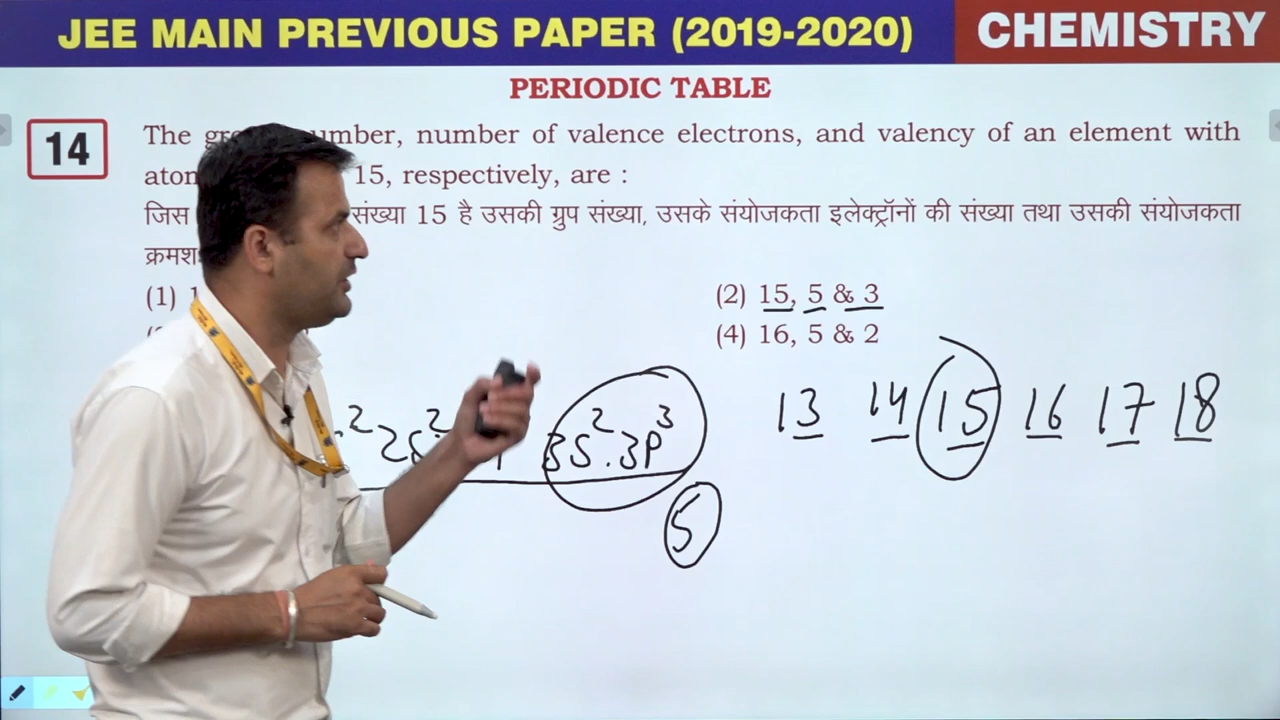 JEE MAIN PREVIOUS PAPER (2019-2020) CHEMISTRY
PERIODIC TABLE
14
The number, number of valence electrons, and valency of an element with
15, respectively, are :
जिस संख्या 15 है उसकी ग्रुप संख्या, उसके संयोजकता इलेक्ट्रॉनों की संख्या तथा उसकी संयोजकता
(1)
(2) 15, 5 & 3
(4) 16, 5 & 2
3s².3p³
5
13 14 15 16 17 18